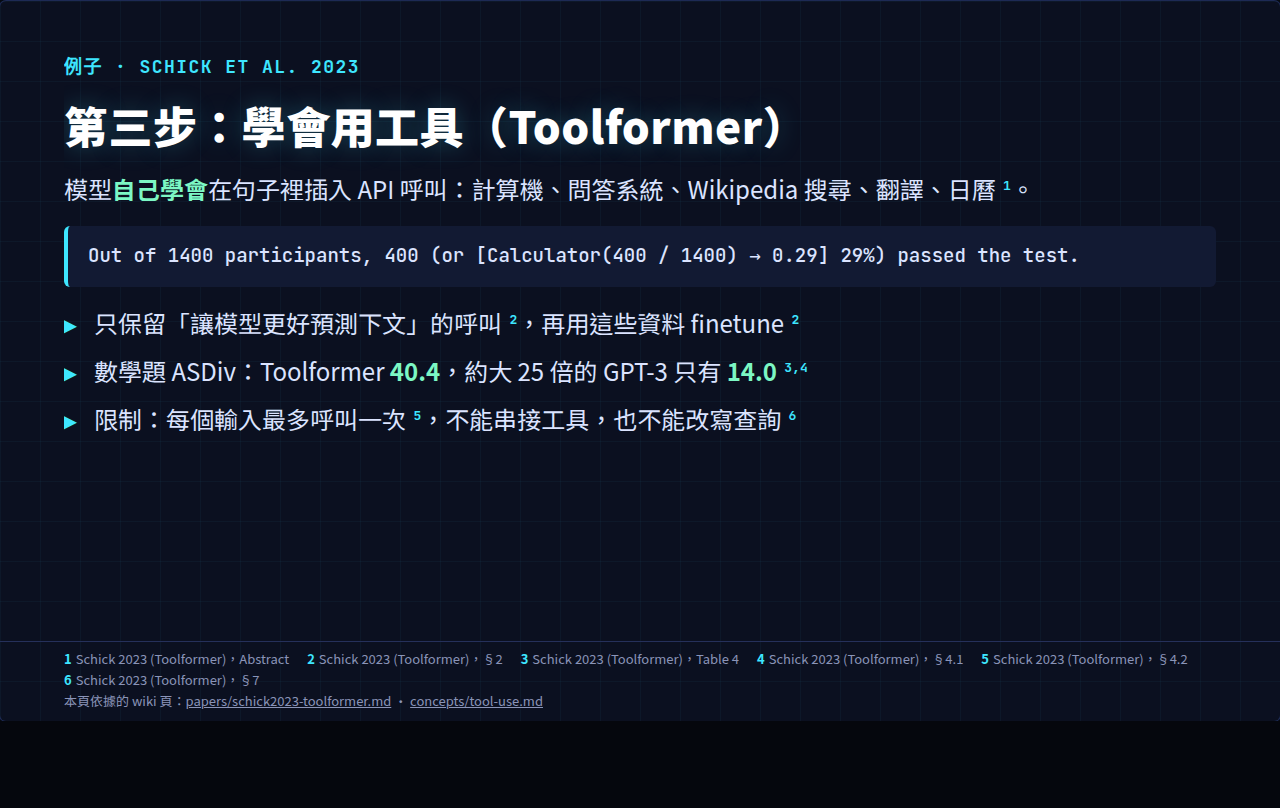 例子 · SCHICK ET AL. 2023
第三步：學會用工具（Toolformer）
模型自己學會在句子裡插入 API 呼叫：計算機、問答系統、Wikipedia 搜尋、翻譯、日曆 1。
Out of 1400 participants, 400 (or [Calculator(400 / 1400) → 0.29] 29%) passed the test.
▶ 只保留「讓模型更好預測下文」的呼叫 2，再用這些資料 finetune 2
▶ 數學題 ASDiv：Toolformer 40.4，約大 25 倍的 GPT-3 只有 14.0 3,4
▶ 限制：每個輸入最多呼叫一次 5，不能串接工具，也不能改寫查詢 6
1 Schick 2023 (Toolformer)，Abstract 2 Schick 2023 (Toolformer)，§2 3 Schick 2023 (Toolformer)，Table 4 4 Schick 2023 (Toolformer)，§4.1 5 Schick 2023 (Toolformer)，§4.2
6 Schick 2023 (Toolformer)，§7
本頁依據的 wiki 頁：papers/schick2023-toolformer.md · concepts/tool-use.md